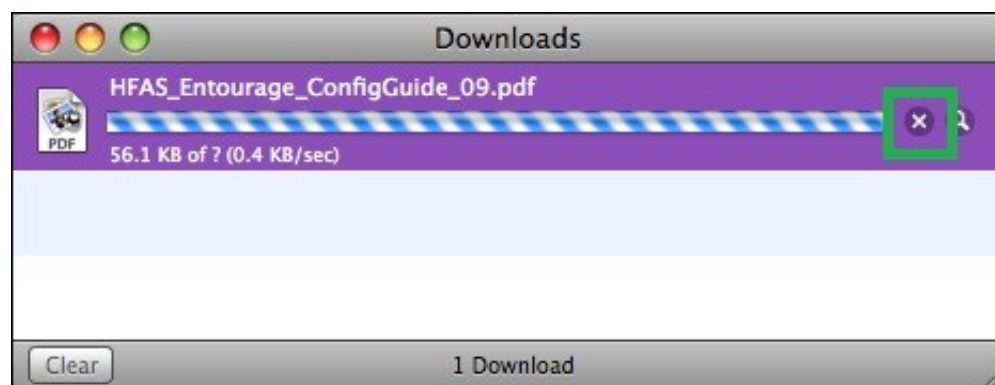 Downloads
HFAS_Entourage_ConfigGuide_09.pdf
PDF
56.1 KB of ? (0.4 KB/sec)
Clear
1 Download